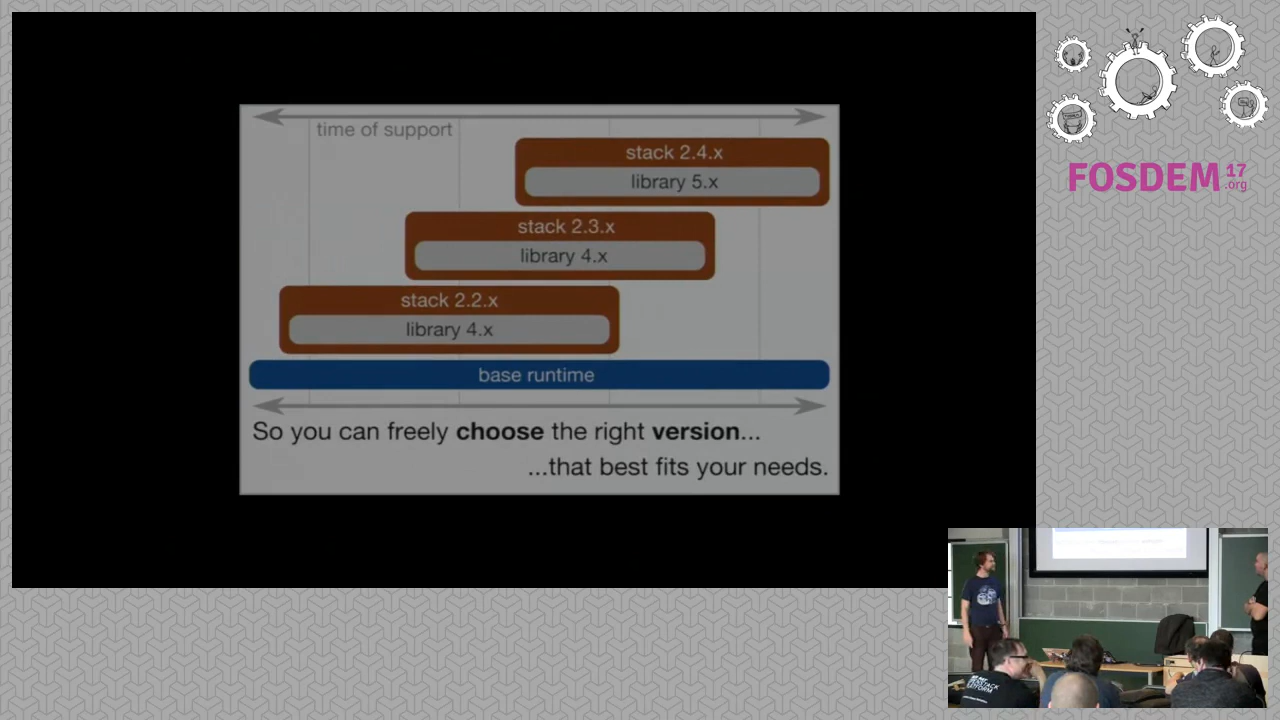 time of support
stack 2.4.x
library 5.x
stack 2.3.x
library 4.x
stack 2.2.x
library 4.x
base runtime
So you can freely choose the right version...
...that best fits your needs.
FOSDEM 17
.org